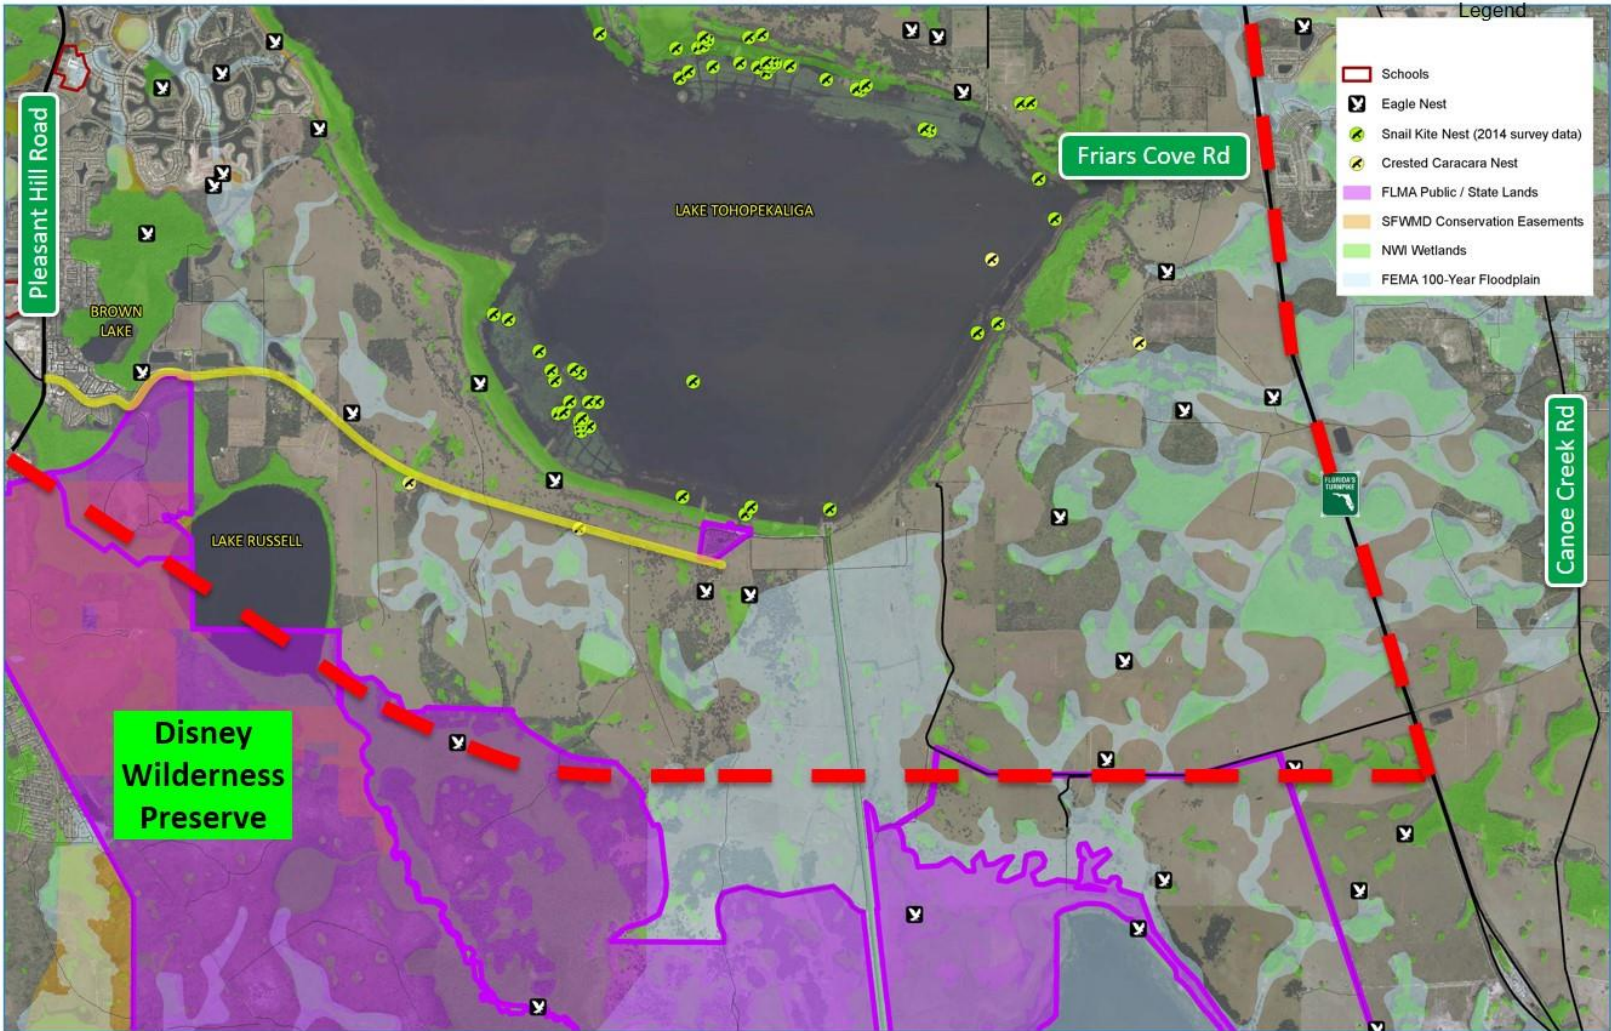 Legend
Schools
Eagle Nest
Snail Kite Nest (2014 survey data)
Crested Caracara Nest
FLMA Public / State Lands
SFWMD Conservation Easements
NWI Wetlands
FEMA 100-Year Floodplain
Pleasant Hill Road
Friars Cove Rd
LAKE TOHOPEKALIGA
BROWN
LAKE
Canoe Creek Rd
FLORIDA'S
TURNPIKE
LAKE RUSSELL
Disney
Wilderness
Preserve